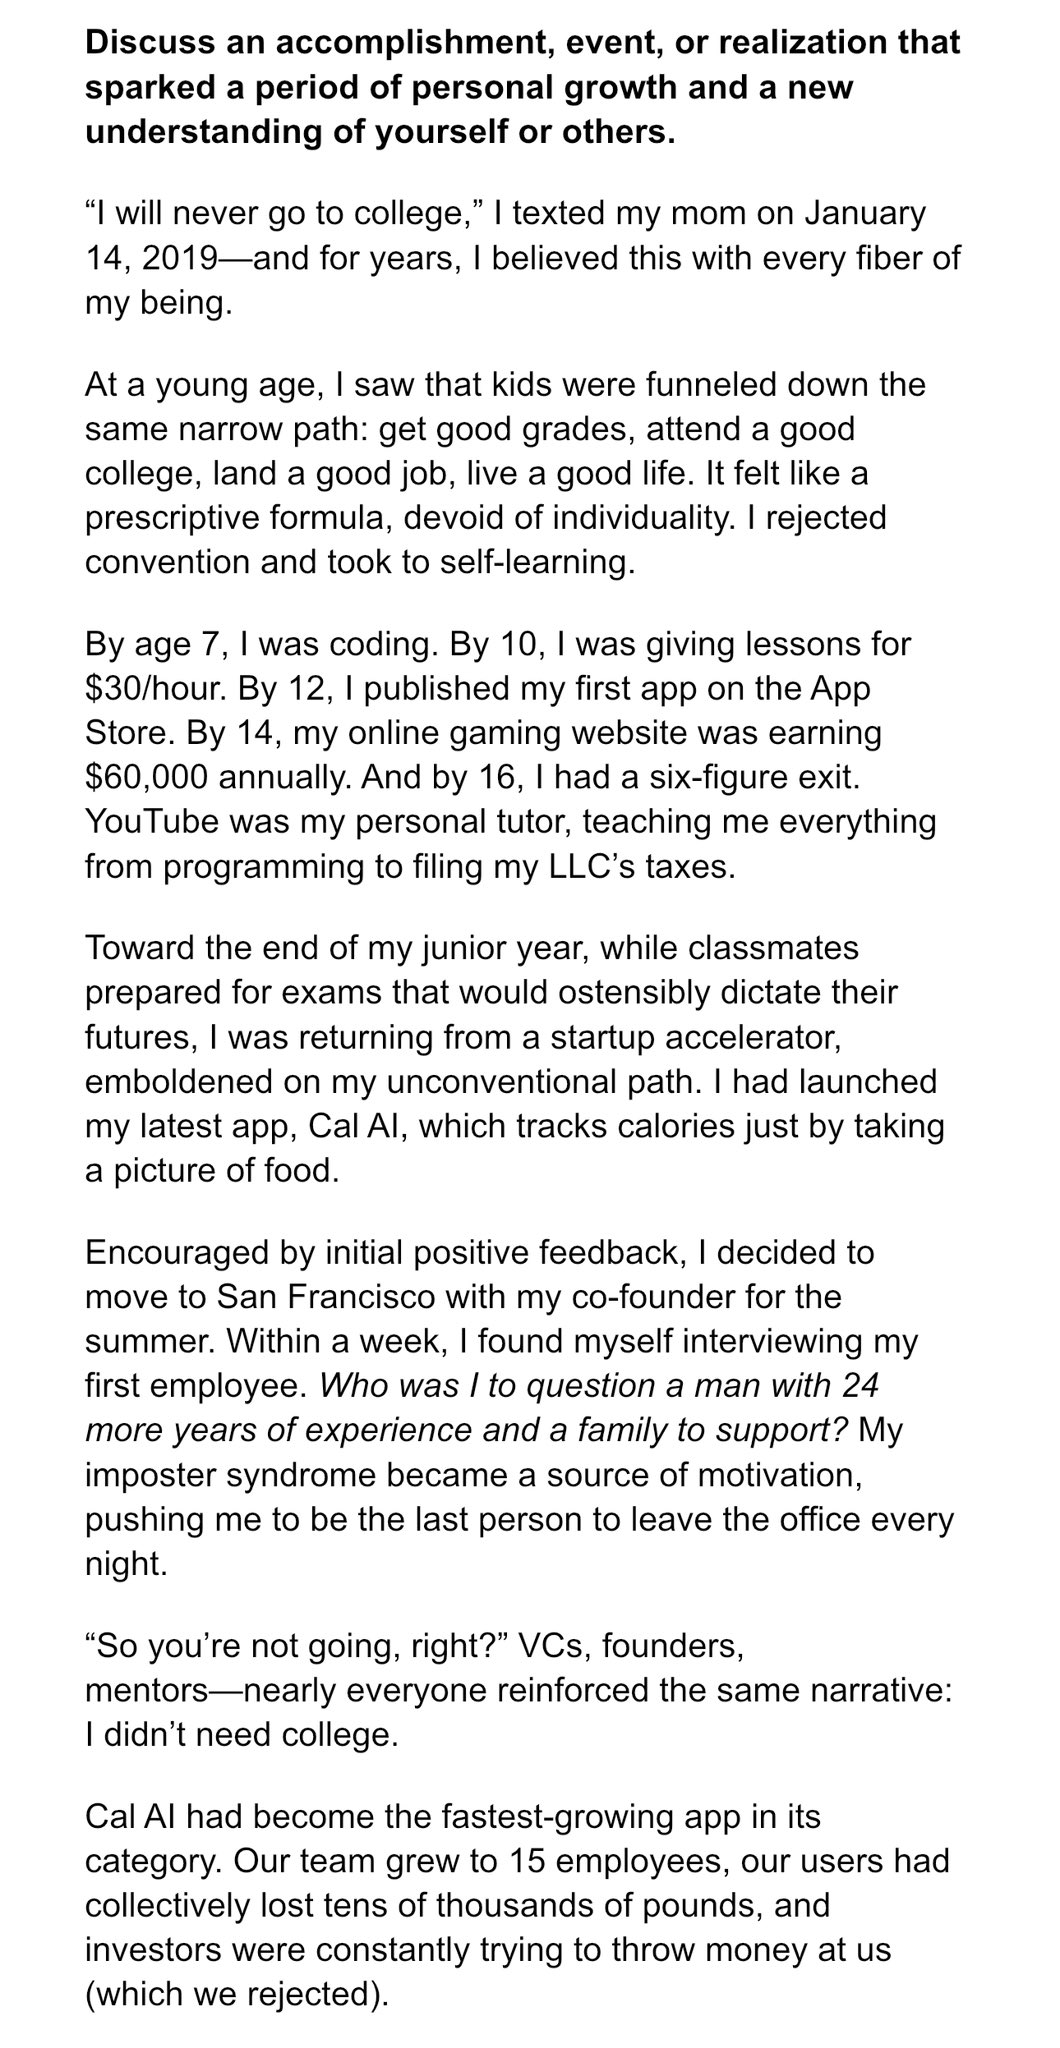 Discuss an accomplishment, event, or realization that
sparked a period of personal growth and a new
understanding of yourself or others.
“I will never go to college,” I texted my mom on January
14, 2019—and for years, I believed this with every fiber of
my being.
At a young age, I saw that kids were funneled down the
same narrow path: get good grades, attend a good
college, land a good job, live a good life. It felt like a
prescriptive formula, devoid of individuality. I rejected
convention and took to self-learning.
By age 7, I was coding. By 10, I was giving lessons for
$30/hour. By 12, I published my first app on the App
Store. By 14, my online gaming website was earning
$60,000 annually. And by 16, I had a six-figure exit.
YouTube was my personal tutor, teaching me everything
from programming to filing my LLC’s taxes.
Toward the end of my junior year, while classmates
prepared for exams that would ostensibly dictate their
futures, I was returning from a startup accelerator,
emboldened on my unconventional path. I had launched
my latest app, Cal AI, which tracks calories just by taking
a picture of food.
Encouraged by initial positive feedback, I decided to
move to San Francisco with my co-founder for the
summer. Within a week, I found myself interviewing my
first employee. Who was I to question a man with 24
more years of experience and a family to support? My
imposter syndrome became a source of motivation,
pushing me to be the last person to leave the office every
night.
“So you’re not going, right?” VCs, founders,
mentors—nearly everyone reinforced the same narrative:
I didn’t need college.
Cal AI had become the fastest-growing app in its
category. Our team grew to 15 employees, our users had
collectively lost tens of thousands of pounds, and
investors were constantly trying to throw money at us
(which we rejected).